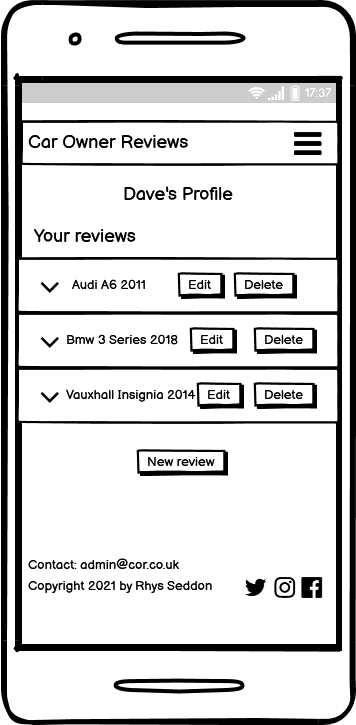 17:37
Car Owner Reviews
Dave's Profile
Your reviews
Audi A6 2011 Edit Delete
Bmw 3 Series 2018 Edit Delete
Vauxhall Insignia 2014 Edit Delete
New review
Contact: admin@cor.co.uk
Copyright 2021 by Rhys Seddon